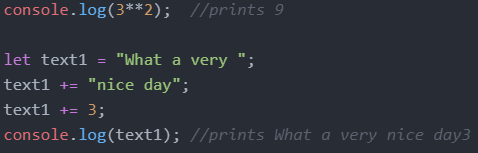 console.log(3**2);  //prints 9
let text1 = "What a very ";
text1 += "nice day";
text1 += 3;
console.log(text1); //prints What a very nice day3